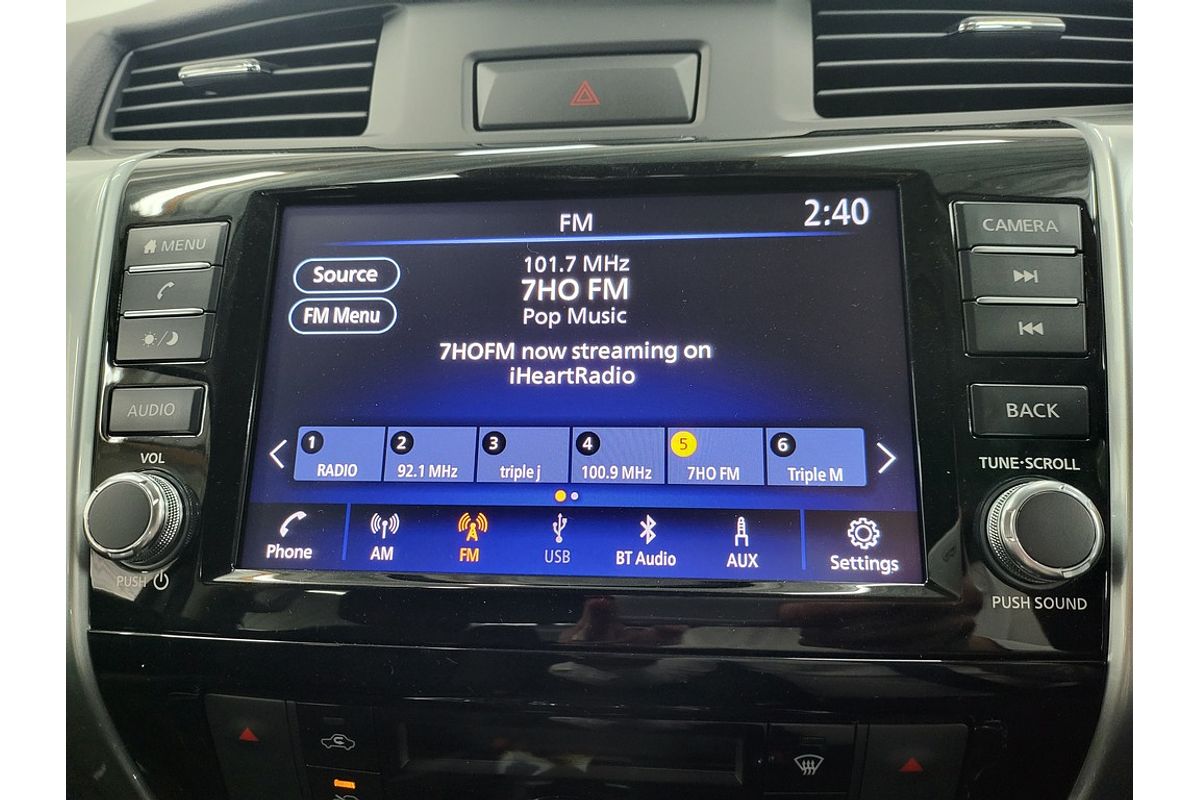 FM
2:40
MENU
CAMERA
Source
101.7 MHz
7HO FM
FM Menu
Pop Music
7HOFM now streaming on
iHeartRadio
AUDIO
BACK
1
RADIO
2
92.1 MHz
3
triple j
4
100.9 MHz
5
7HO FM
6
Triple M
VOL
TUNE·SCROLL
Phone
AM
FM
USB
BT Audio
AUX
Settings
PUSH
PUSH SOUND